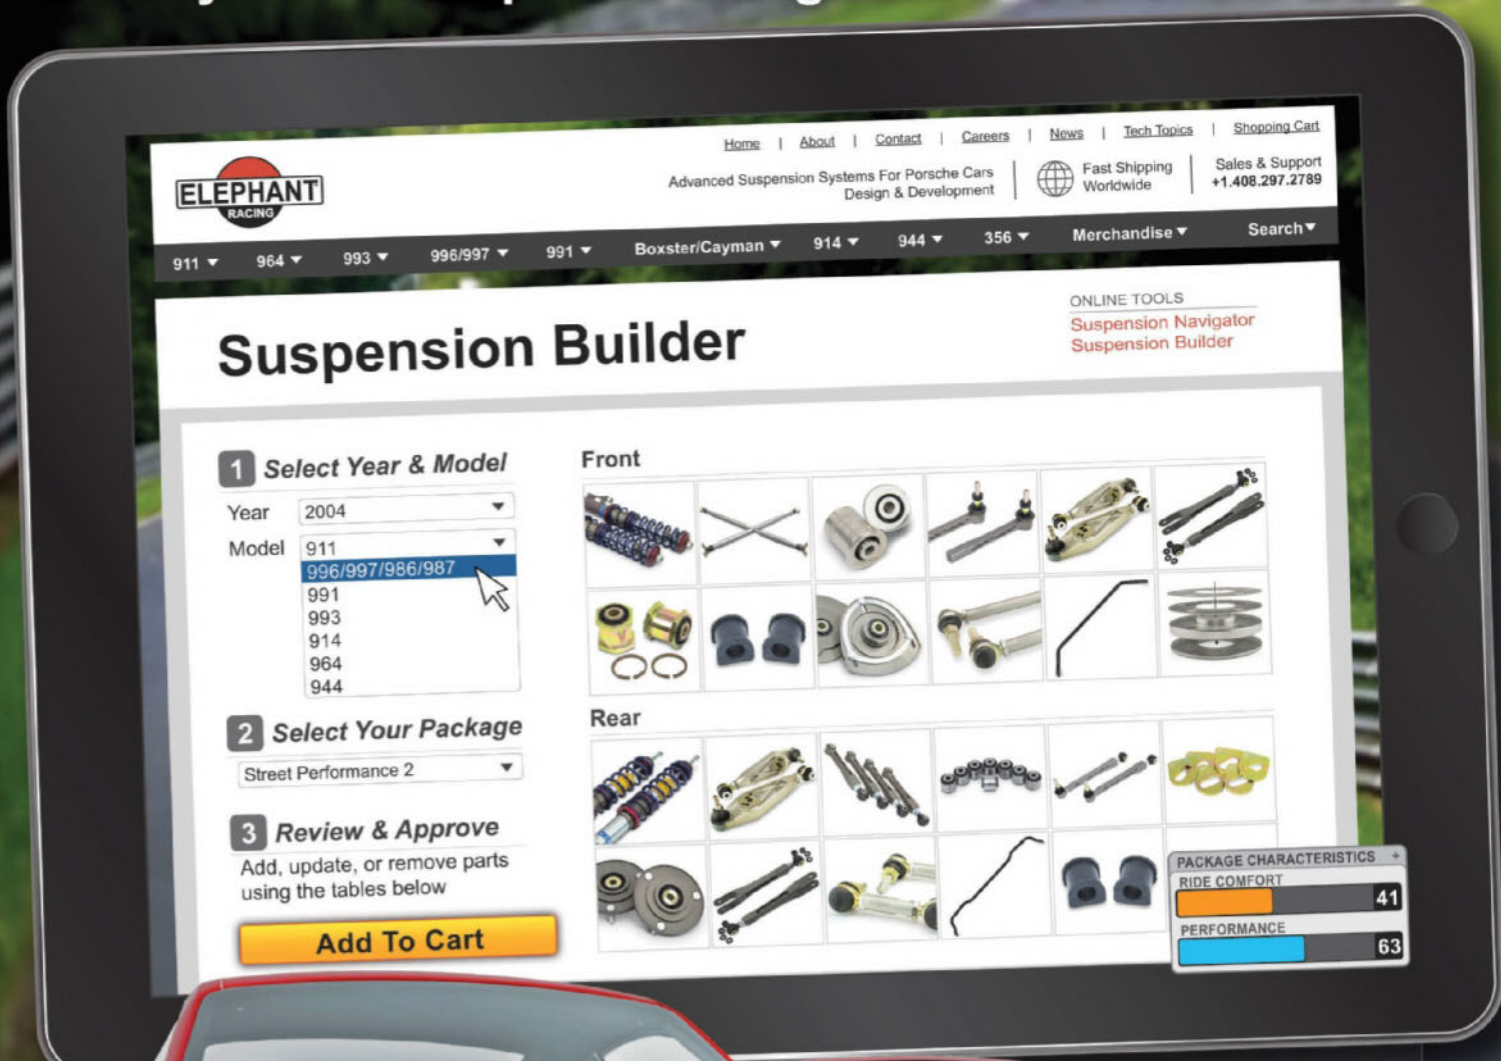 Home | About | Contact | Careers | News | Tech Topics | Shopping Cart
ELEPHANT
RACING
Advanced Suspension Systems For Porsche Cars
Design & Development
Fast Shipping
Worldwide
Sales & Support
+1.408.297.2789
911 964 993 996/997 991 Boxster/Cayman 914 944 356 Merchandise Search
Suspension Builder
ONLINE TOOLS
Suspension Navigator
Suspension Builder
1 Select Year & Model
Year 2004
Model 911
996/997/986/987
991
993
914
964
944
2 Select Your Package
Street Performance 2
3 Review & Approve
Add, update, or remove parts
using the tables below
Add To Cart
Front
Rear
PACKAGE CHARACTERISTICS +
RIDE COMFORT
41
PERFORMANCE
63